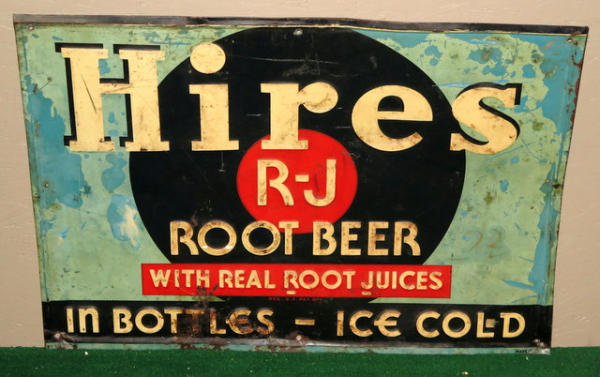 Hires
R-J
ROOT BEER
WITH REAL ROOT JUICES
IN BOTTLES - ICE COLD